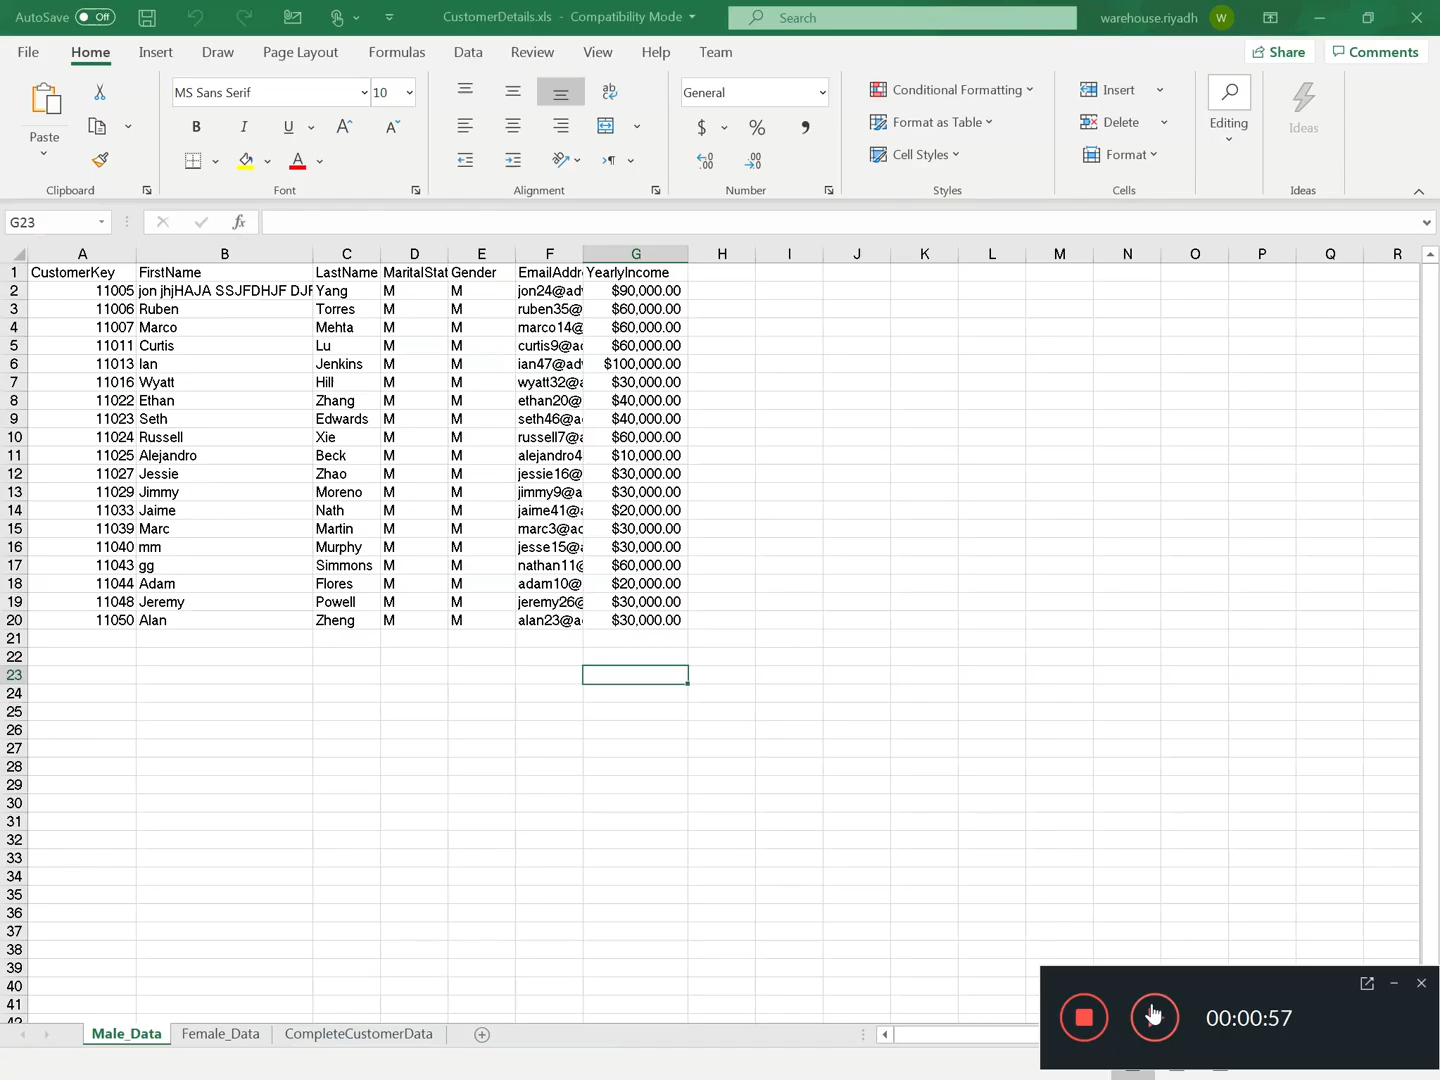 AutoSave Off CustomerDetails.xls - Compatibility Mode Search warehouse.riyadh W
File Home Insert Draw Page Layout Formulas Data Review View Help Team Share Comments
MS Sans Serif 10 General Conditional Formatting Insert
Paste Format as Table Delete Editing Ideas
Cell Styles Format
Clipboard Font Alignment Number Styles Cells Ideas
G23 fx
A B C D E F G H I J K L M N O P Q R
1 CustomerKey FirstName LastName MaritalStat Gender EmailAddr YearlyIncome
2 11005 jon jhjHAJA SSJFDHJF DJF Yang M M jon24@ad $90,000.00
3 11006 Ruben Torres M M ruben35@ $60,000.00
4 11007 Marco Mehta M M marco14@ $60,000.00
5 11011 Curtis Lu M M curtis9@a $60,000.00
6 11013 Ian Jenkins M M ian47@ad $100,000.00
7 11016 Wyatt Hill M M wyatt32@ $30,000.00
8 11022 Ethan Zhang M M ethan20@ $40,000.00
9 11023 Seth Edwards M M seth46@a $40,000.00
10 11024 Russell Xie M M russell7@ $60,000.00
11 11025 Alejandro Beck M M alejandro4 $10,000.00
12 11027 Jessie Zhao M M jessie16@ $30,000.00
13 11029 Jimmy Moreno M M jimmy9@a $30,000.00
14 11033 Jaime Nath M M jaime41@ $20,000.00
15 11039 Marc Martin M M marc3@a $30,000.00
16 11040 mm Murphy M M jesse15@ $30,000.00
17 11043 gg Simmons M M nathan11@ $60,000.00
18 11044 Adam Flores M M adam10@ $20,000.00
19 11048 Jeremy Powell M M jeremy26@ $30,000.00
20 11050 Alan Zheng M M alan23@a $30,000.00
21
22
23
24
25
26
27
28
29
30
31
32
33
34
35
36
37
38
39
40
41
00:00:57
Male_Data Female_Data CompleteCustomerData